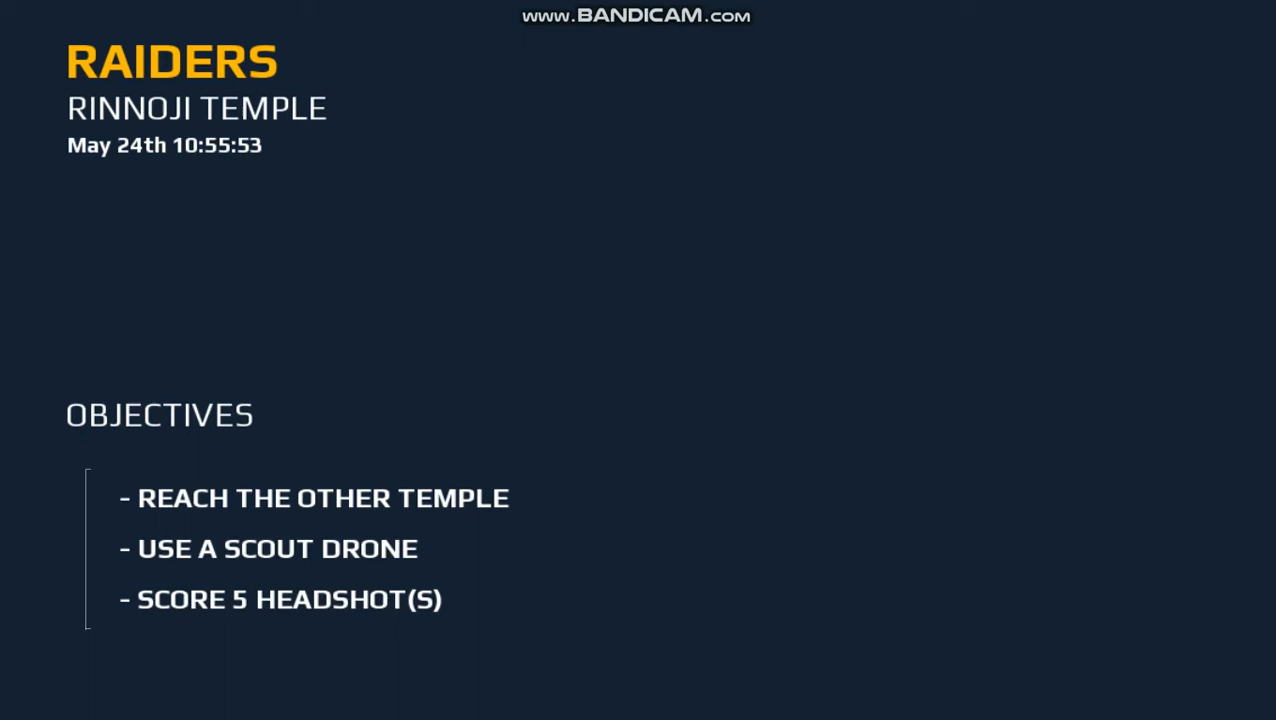 www.BANDICAM.com
RAIDERS
RINNOJI TEMPLE
May 24th 10:55:53
OBJECTIVES
- REACH THE OTHER TEMPLE
- USE A SCOUT DRONE
- SCORE 5 HEADSHOT(S)